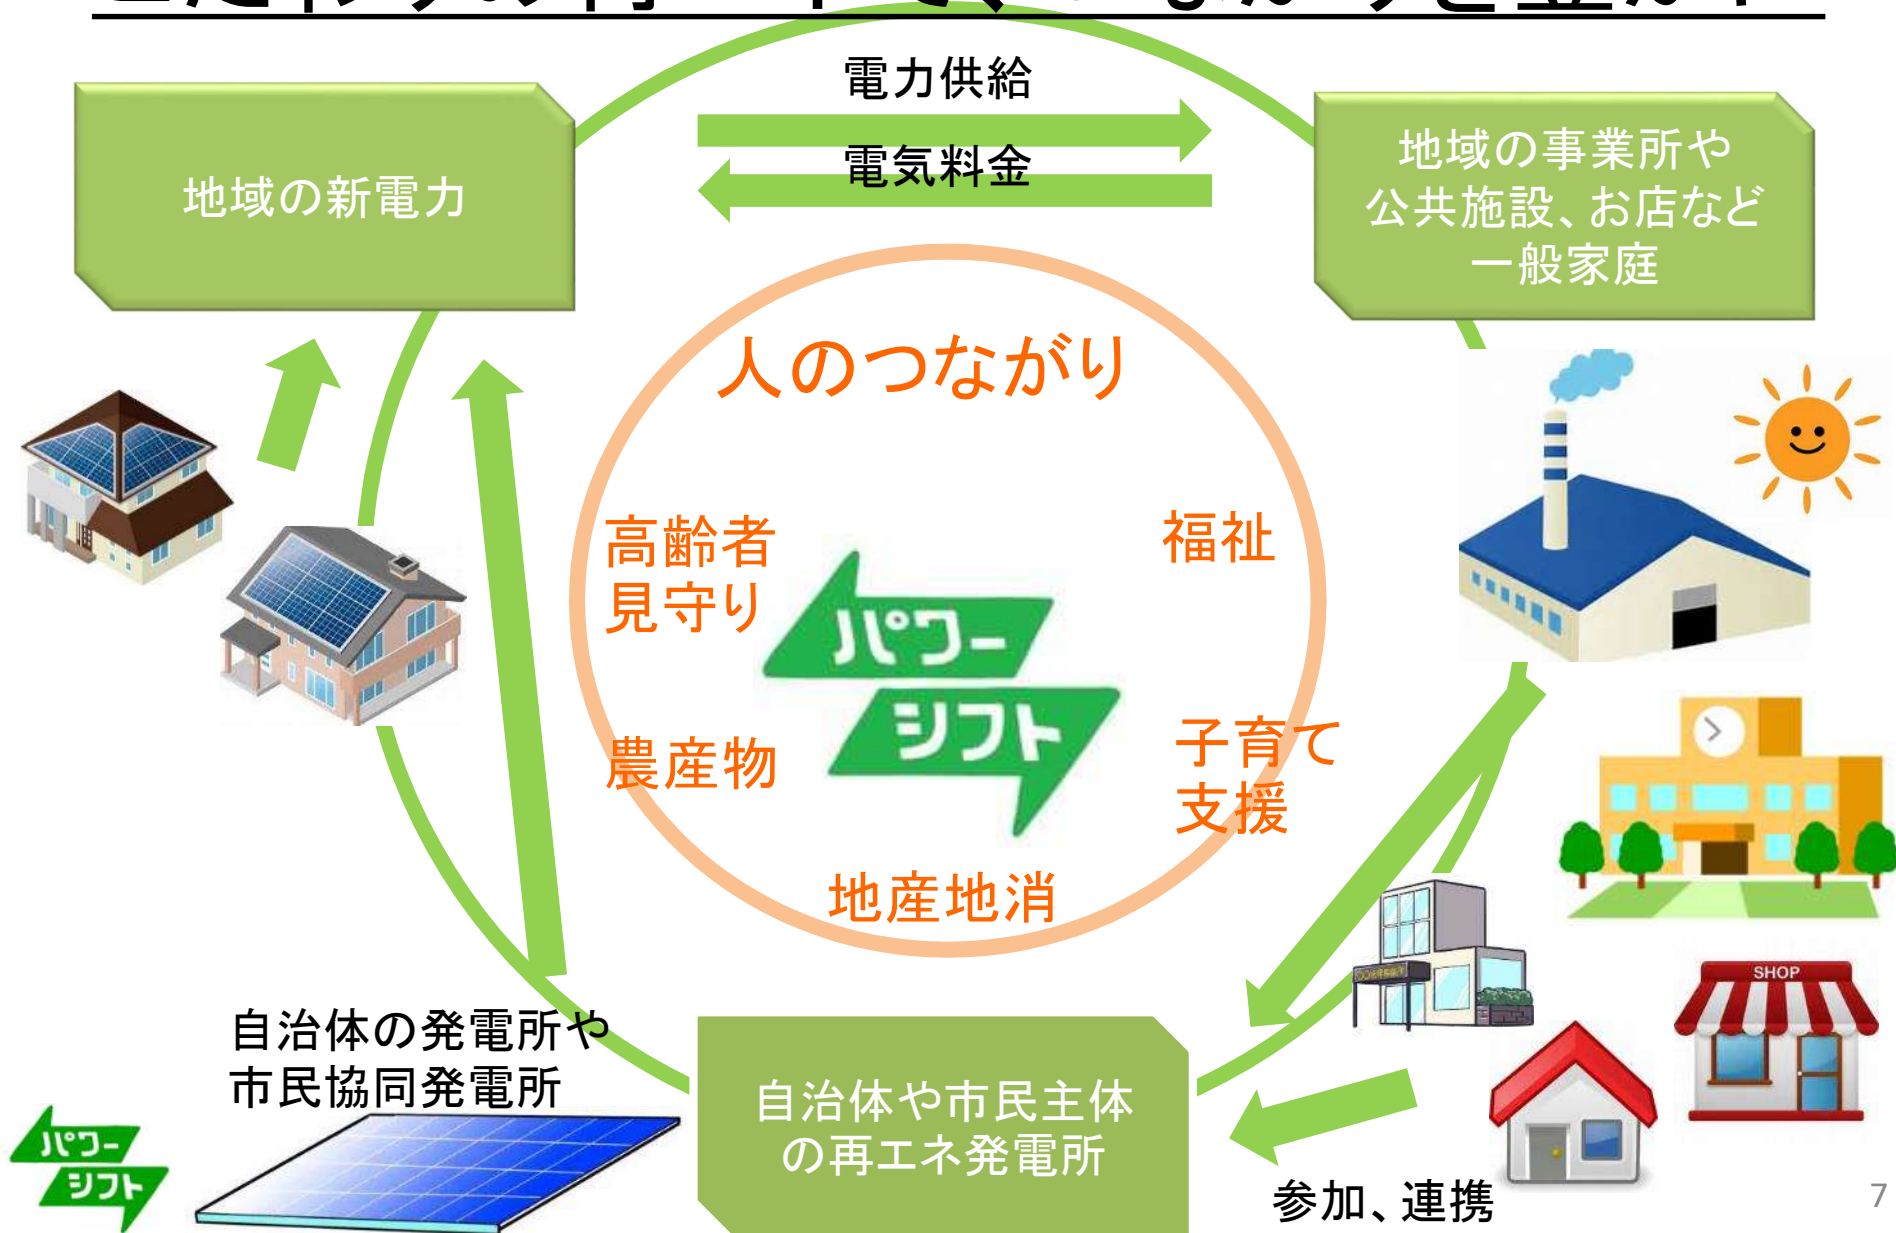 電力供給
電気料金
地域の新電力
地域の事業所や
公共施設、お店など
一般家庭
人のつながり
高齢者
見守り
福祉
パワー
シフト
農産物
子育て
支援
地産地消
SHOP
自治体の発電所や
市民協同発電所
自治体や市民主体
の再エネ発電所
参加、連携
パワー
シフト
7